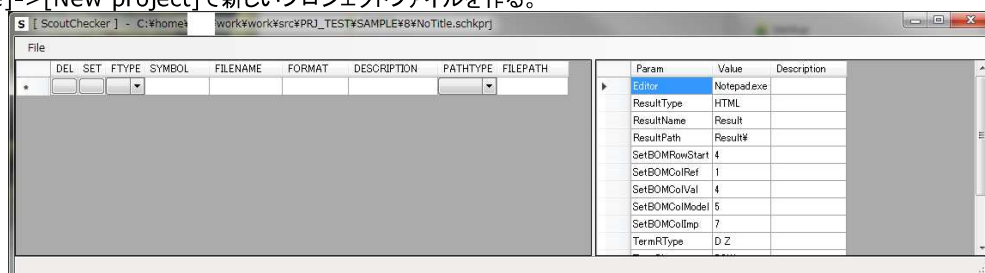 ]->[New project] で新しいプロジェクトファイルを作る。
S [ ScoutChecker ] - C:¥home¥ work¥work¥src¥PRJ_TEST¥SAMPLE¥8¥NoTitle.schkprj
File
DEL SET FTYPE SYMBOL FILENAME FORMAT DESCRIPTION PATHTYPE FILEPATH
Param Value Description
Editor Notepad.exe
ResultType HTML
ResultName Result
ResultPath Result¥
SetBOMRowStart 4
SetBOMColRef 1
SetBOMColVal 4
SetBOMColModel 5
SetBOMColImp 7
TermRType D Z